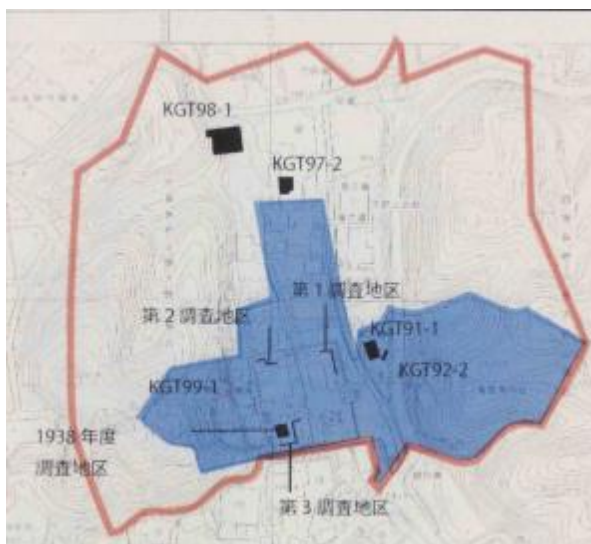 KGT98-1
KGT97-2
第1調査地区
第2調査地区
KGT91-1
KGT92-2
KGT99-1
1938年度
調査地区
第3調査地区